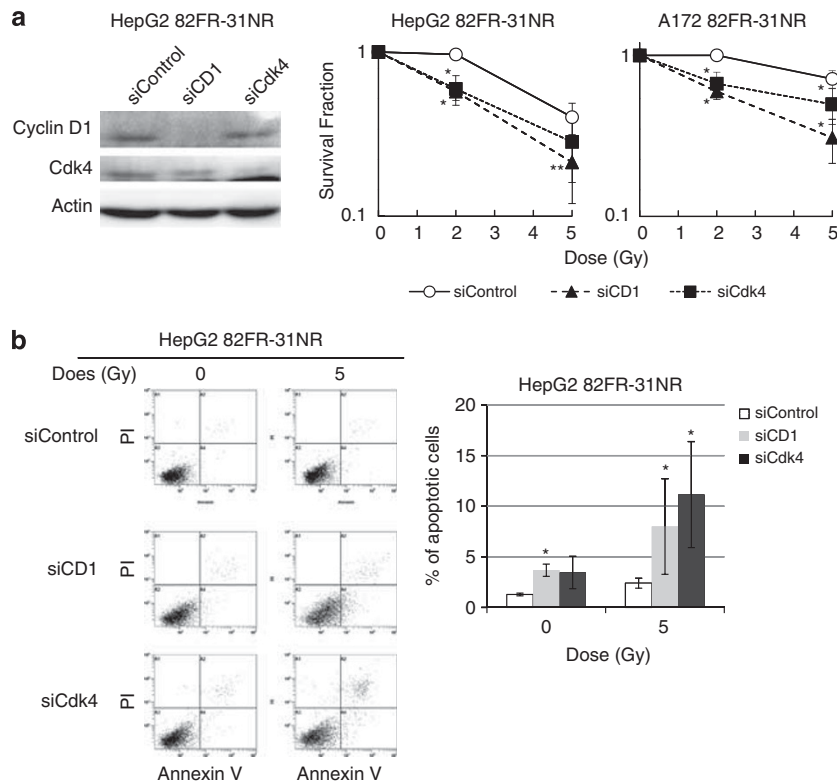 a
HepG2 82FR-31NR
siControl
siCD1
siCdk4
Cyclin D1
Cdk4
Actin
HepG2 82FR-31NR
A172 82FR-31NR
Survival Fraction
1
0.1
*
*
**
0 1 2 3 4 5
1
0.1
*
*
*
*
0 1 2 3 4 5
Dose (Gy)
siControl siCD1 siCdk4
b
HepG2 82FR-31NR
Does (Gy) 0 5
siControl
PI
siCD1
PI
siCdk4
PI
Annexin V Annexin V
HepG2 82FR-31NR
% of apoptotic cells
20
15
10
5
0
*
*
*
0 5
Dose (Gy)
siControl
siCD1
siCdk4